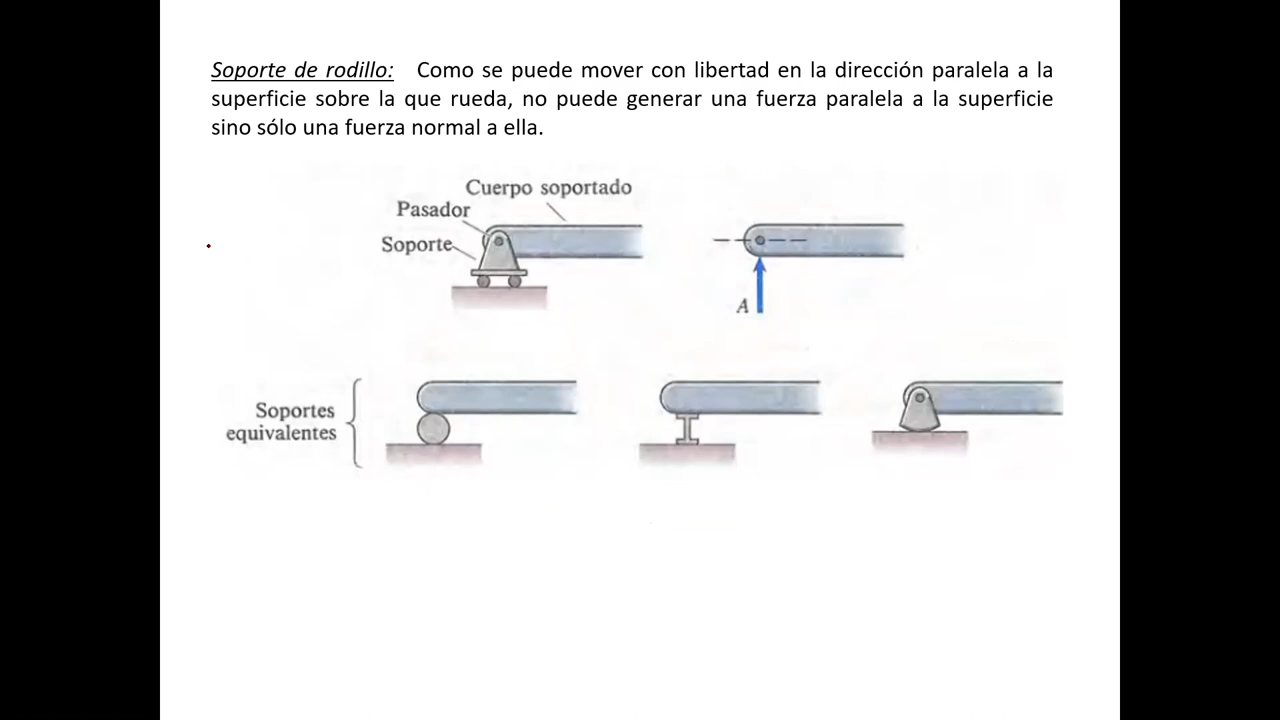 Soporte de rodillo: Como se puede mover con libertad en la dirección paralela a la
superficie sobre la que rueda, no puede generar una fuerza paralela a la superficie
sino sólo una fuerza normal a ella.
Cuerpo soportado
Pasador
Soporte
A
Soportes
equivalentes